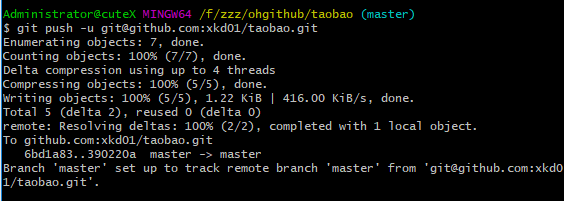 Administrator@cuteX MINGW64 /f/zzz/ohgithub/taobao (master)
$ git push -u git@github.com:xkd01/taobao.git
Enumerating objects: 7, done.
Counting objects: 100% (7/7), done.
Delta compression using up to 4 threads
Compressing objects: 100% (5/5), done.
Writing objects: 100% (5/5), 1.22 KiB | 416.00 KiB/s, done.
Total 5 (delta 2), reused 0 (delta 0)
remote: Resolving deltas: 100% (2/2), completed with 1 local object.
To github.com:xkd01/taobao.git
   6bd1a83..390220a  master -> master
Branch 'master' set up to track remote branch 'master' from 'git@github.com:xkd0
1/taobao.git'.